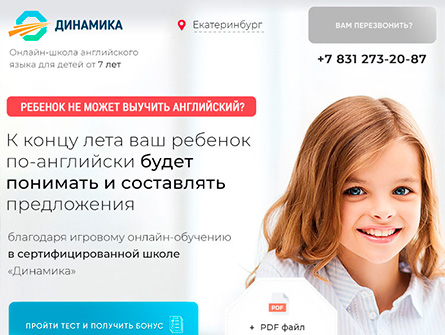 ДИНАМИКА
Екатеринбург
ВАМ ПЕРЕЗВОНИТЬ?
Онлайн-школа английского
языка для детей от 7 лет
+7 831 273-20-87
РЕБЕНОК НЕ МОЖЕТ ВЫУЧИТЬ АНГЛИЙСКИЙ?
К концу лета ваш ребенок
по-английски будет
понимать и составлять
предложения
благодаря игровому онлайн-обучению
в сертифицированной школе
«Динамика»
PDF
ПРОЙТИ ТЕСТ И ПОЛУЧИТЬ БОНУС
+ PDF файл